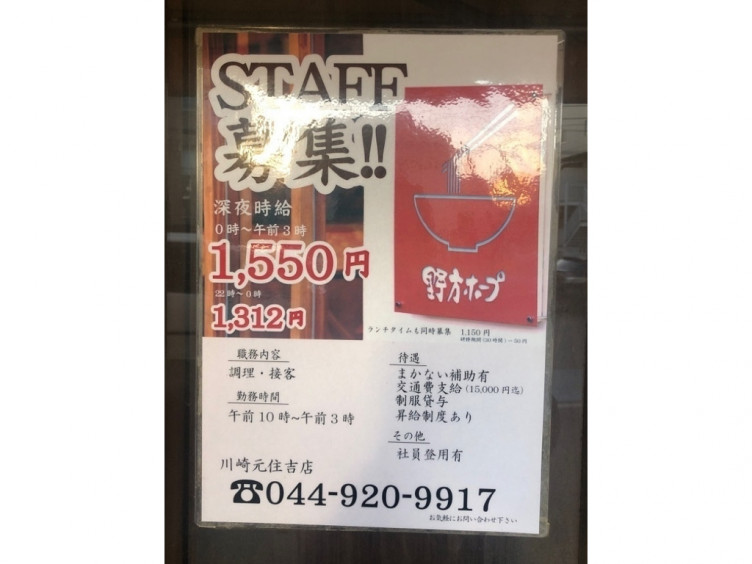 STAFF
募集!!
深夜時給
0時～午前3時
1,550円
22時～0時
1,312円
野方ホープ
ランチタイムも同時募集 1,150円
職務内容
調理・接客
勤務時間
午前10時～午前3時
待遇
まかない補助有
交通費支給(15,000円迄)
制服貸与
昇給制度あり
その他
社員登用有
川崎元住吉店
☎044-920-9917
お気軽にお問い合わせ下さい